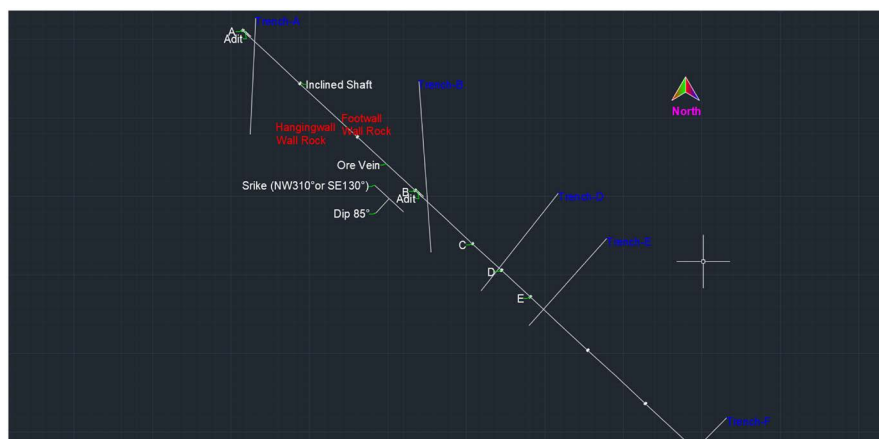 Trench-A
A
Adit
Inclined Shaft
Trench-B
North
Footwall
Wall Rock
Hangingwall
Wall Rock
Ore Vein
Srike (NW310°or SE130°)
B
Adit
Dip 85°
Trench-D
C
Trench-E
D
E
Trench-F